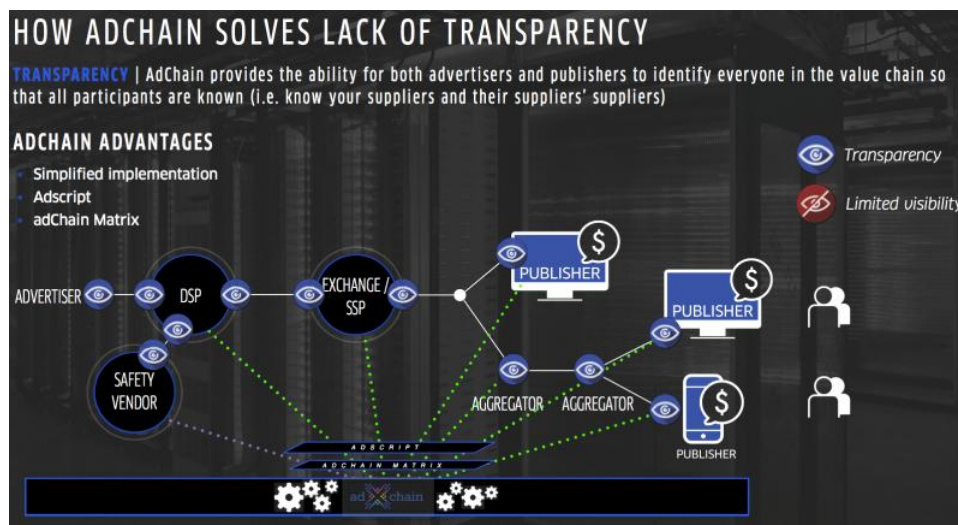 HOW ADCHAIN SOLVES LACK OF TRANSPARENCY
TRANSPARENCY | AdChain provides the ability for both advertisers and publishers to identify everyone in the value chain so
that all participants are known (i.e. know your suppliers and their suppliers' suppliers)
ADCHAIN ADVANTAGES
Simplified implementation
Adscript
adChain Matrix
Transparency
Limited visibility
ADVERTISER
DSP
EXCHANGE /
SSP
$
PUBLISHER
$
PUBLISHER
SAFETY
VENDOR
AGGREGATOR
AGGREGATOR
$
PUBLISHER
ADSCRIPT
ADCHAIN MATRIX
ad chain